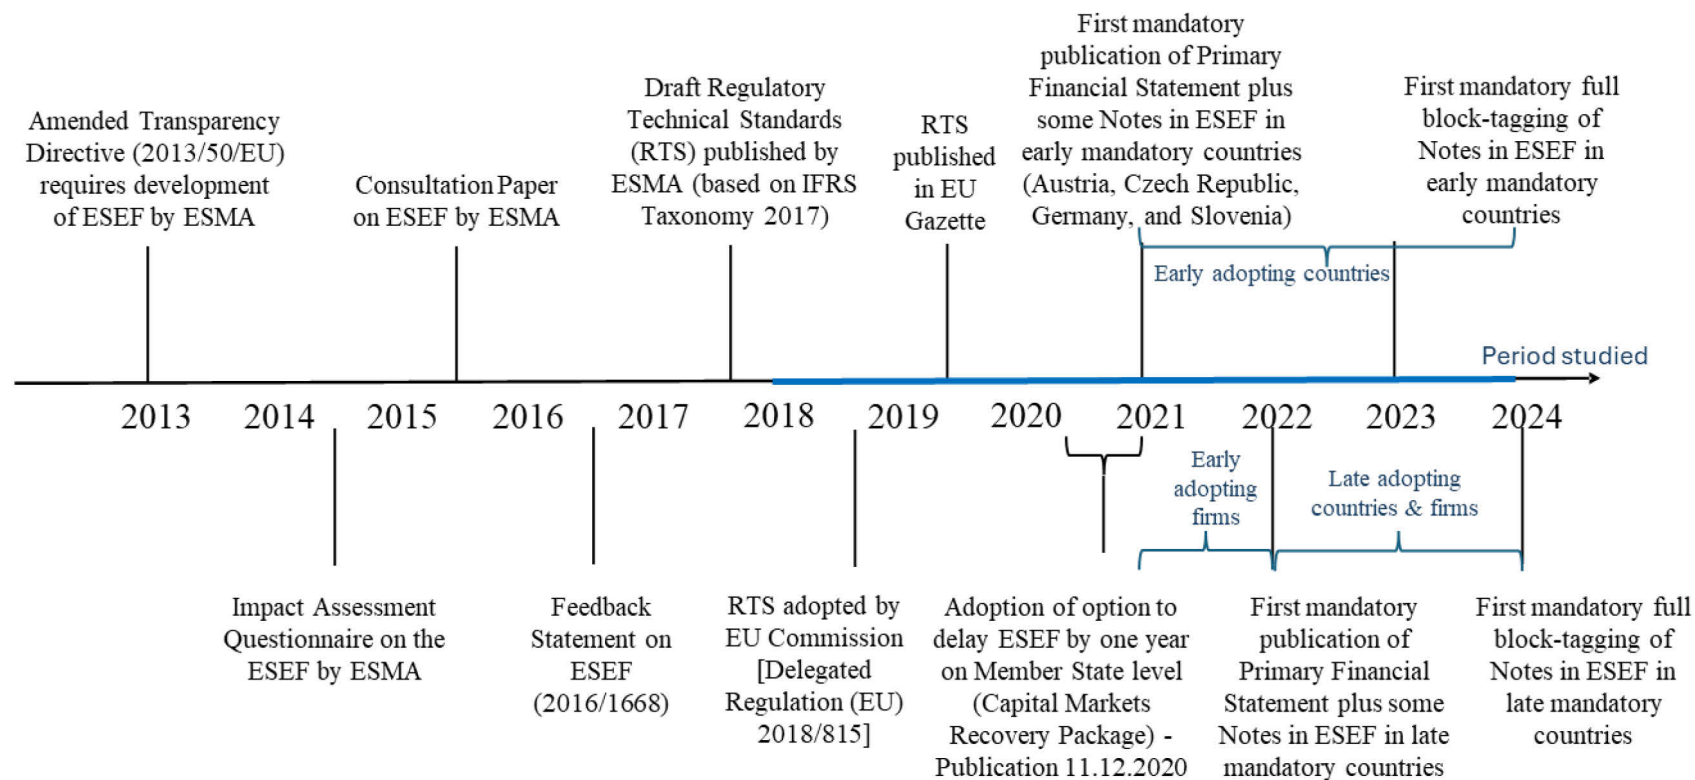 Amended Transparency
Directive (2013/50/EU)
requires development
of ESEF by ESMA
Consultation Paper
on ESEF by ESMA
Draft Regulatory
Technical Standards
(RTS) published by
ESMA (based on IFRS
Taxonomy 2017)
RTS
published
in EU
Gazette
First mandatory
publication of Primary
Financial Statement plus
some Notes in ESEF in
early mandatory countries
(Austria, Czech Republic,
Germany, and Slovenia)
First mandatory full
block-tagging of
Notes in ESEF in
early mandatory
countries
Early adopting countries
Period studied
2013 2014 2015 2016 2017 2018 2019 2020 2021 2022 2023 2024
Early
adopting
firms
Late adopting
countries & firms
Impact Assessment
Questionnaire on the
ESEF by ESMA
Feedback
Statement on
ESEF
(2016/1668)
RTS adopted by
EU Commission
[Delegated
Regulation (EU)
2018/815]
Adoption of option to
delay ESEF by one year
on Member State level
(Capital Markets
Recovery Package) -
Publication 11.12.2020
First mandatory
publication of
Primary Financial
Statement plus some
Notes in ESEF in late
mandatory countries
First mandatory full
block-tagging of
Notes in ESEF in
late mandatory
countries